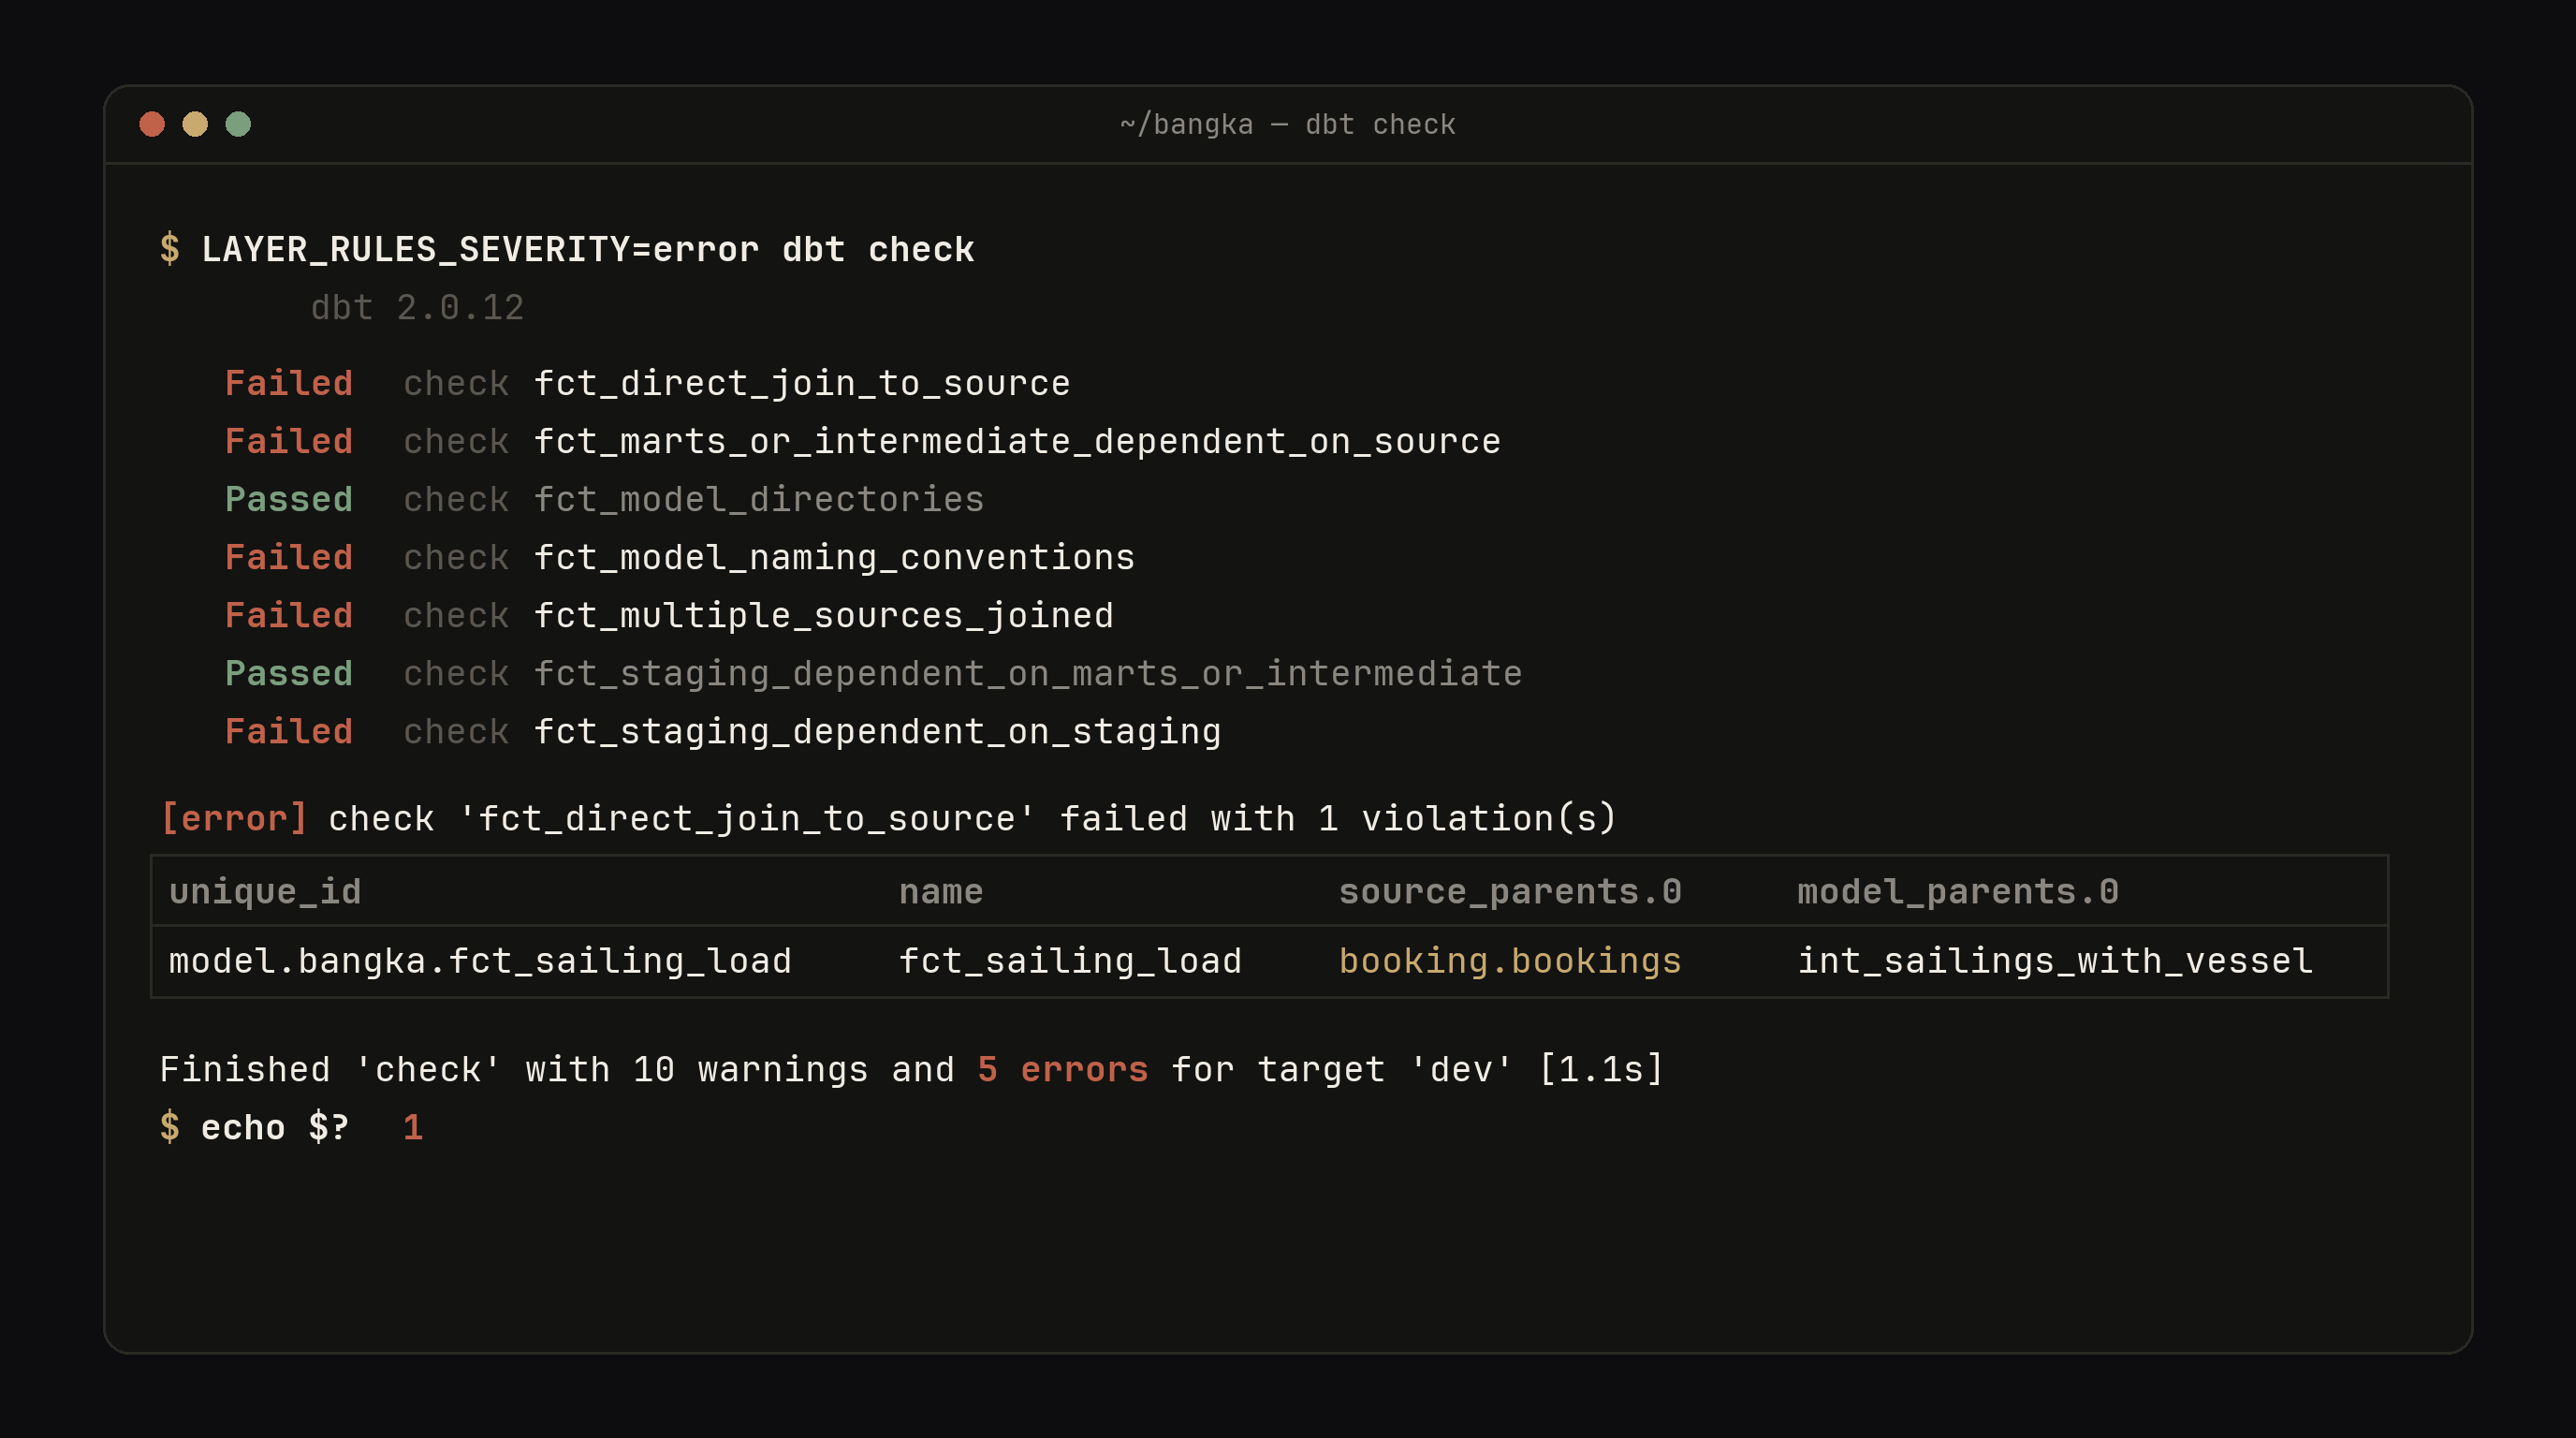 ~/bangka — dbt check
$ LAYER_RULES_SEVERITY=error dbt check
dbt 2.0.12
Failed check fct_direct_join_to_source
Failed check fct_marts_or_intermediate_dependent_on_source
Passed check fct_model_directories
Failed check fct_model_naming_conventions
Failed check fct_multiple_sources_joined
Passed check fct_staging_dependent_on_marts_or_intermediate
Failed check fct_staging_dependent_on_staging
[error] check 'fct_direct_join_to_source' failed with 1 violation(s)
unique_id name source_parents.0 model_parents.0
model.bangka.fct_sailing_load fct_sailing_load booking.bookings int_sailings_with_vessel
Finished 'check' with 10 warnings and 5 errors for target 'dev' [1.1s]
$ echo $? 1